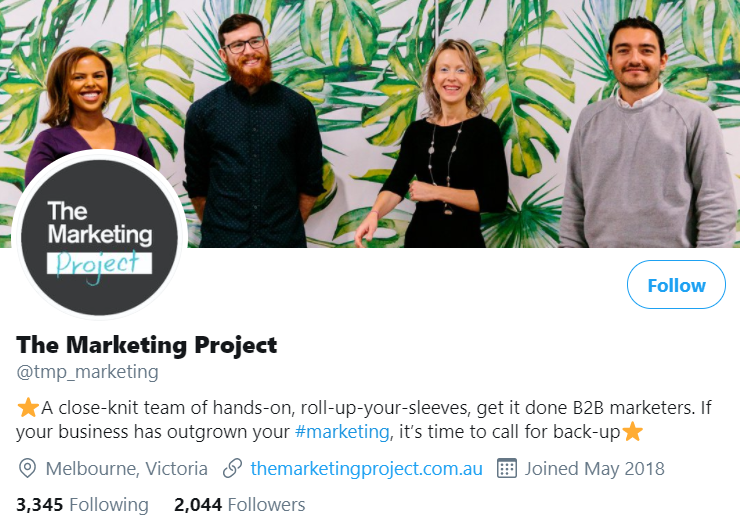 The
Marketing
Project
Follow
The Marketing Project
@tmp_marketing
⭐A close-knit team of hands-on, roll-up-your-sleeves, get it done B2B marketers. If
your business has outgrown your #marketing, it’s time to call for back-up⭐
Melbourne, Victoria themarketingproject.com.au Joined May 2018
3,345 Following 2,044 Followers